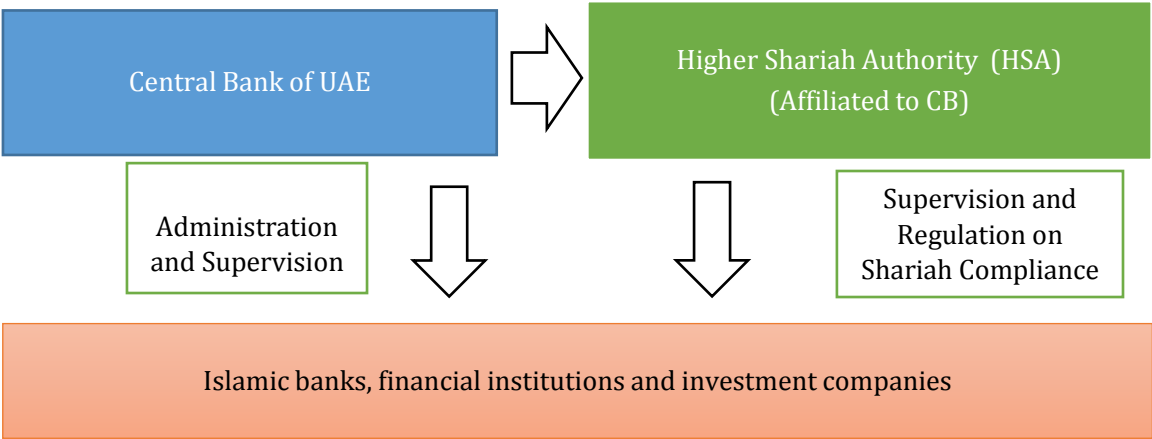 Central Bank of UAE
Higher Shariah Authority (HSA)
(Affiliated to CB)
Administration
and Supervision
Supervision and
Regulation on
Shariah Compliance
Islamic banks, financial institutions and investment companies